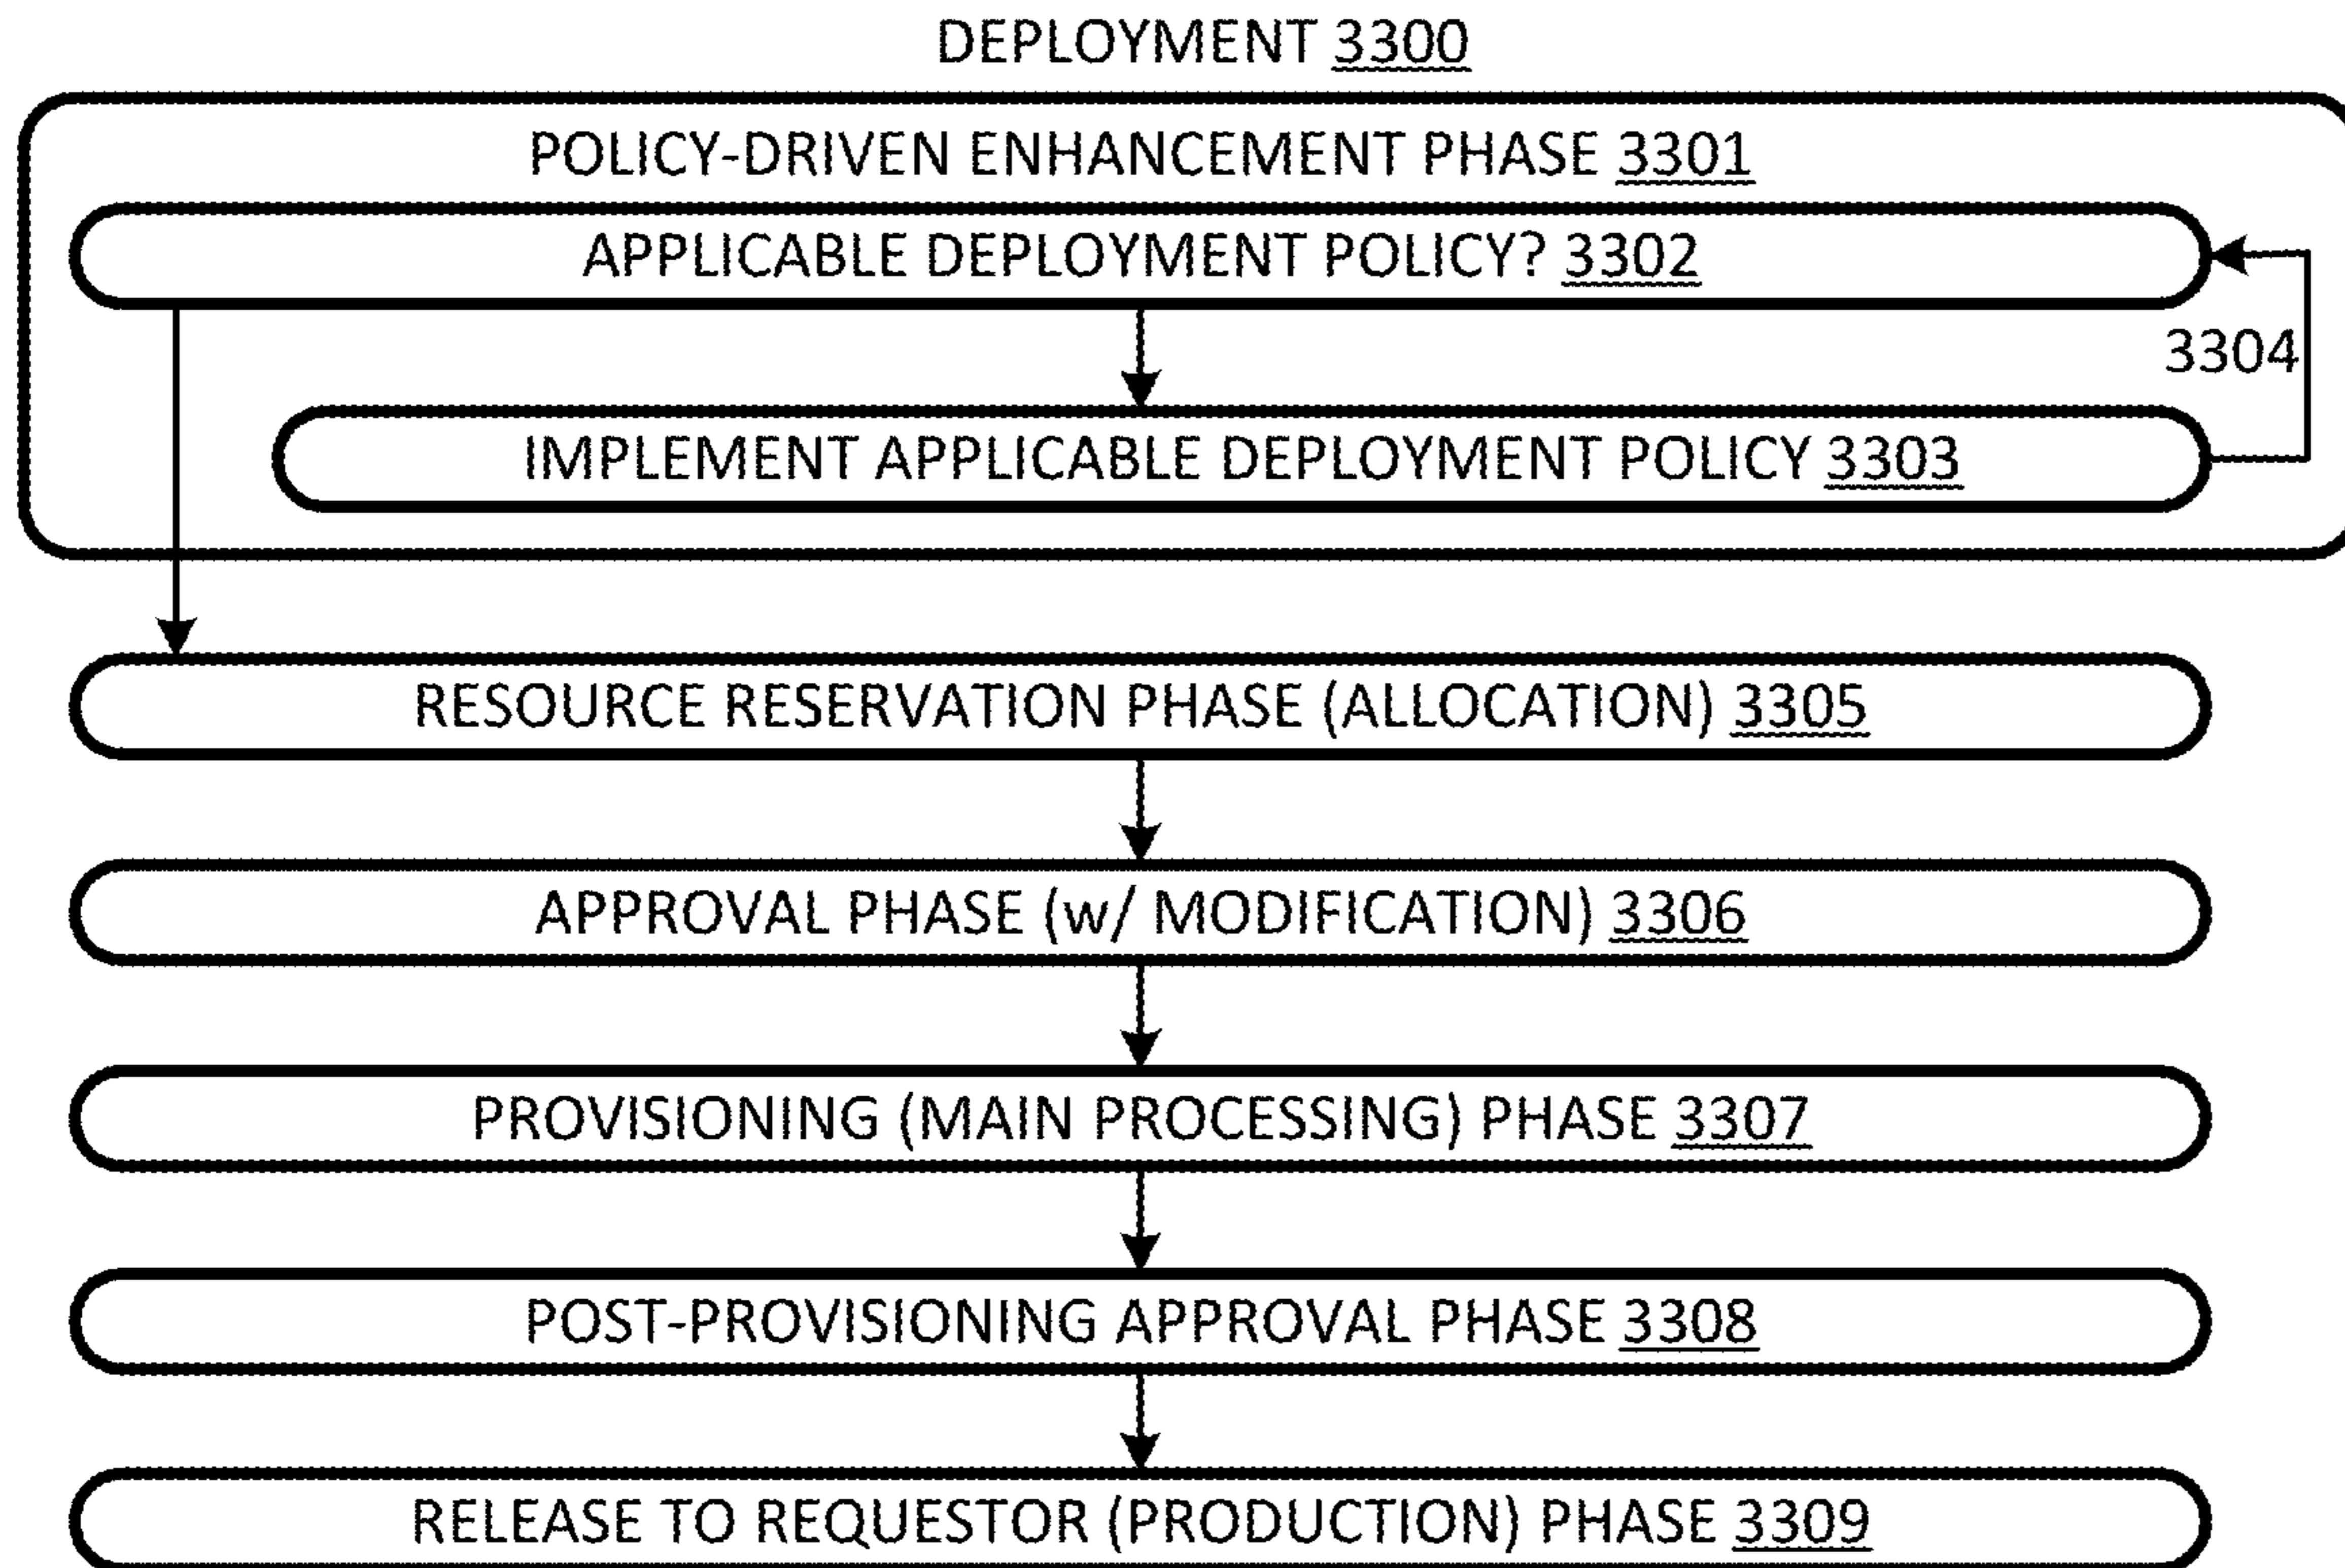 DEPLOYMENT 3300
POLICY-DRIVEN ENHANCEMENT PHASE 3301
APPLICABLE DEPLOYMENT POLICY? 3302
3304
IMPLEMENT APPLICABLE DEPLOYMENT POLICY 3303
RESOURCE RESERVATION PHASE (ALLOCATION) 3305
APPROVAL PHASE (w/ MODIFICATION) 3306
PROVISIONING (MAIN PROCESSING) PHASE 3307
POST-PROVISIONING APPROVAL PHASE 3308
RELEASE TO REQUESTOR (PRODUCTION) PHASE 3309